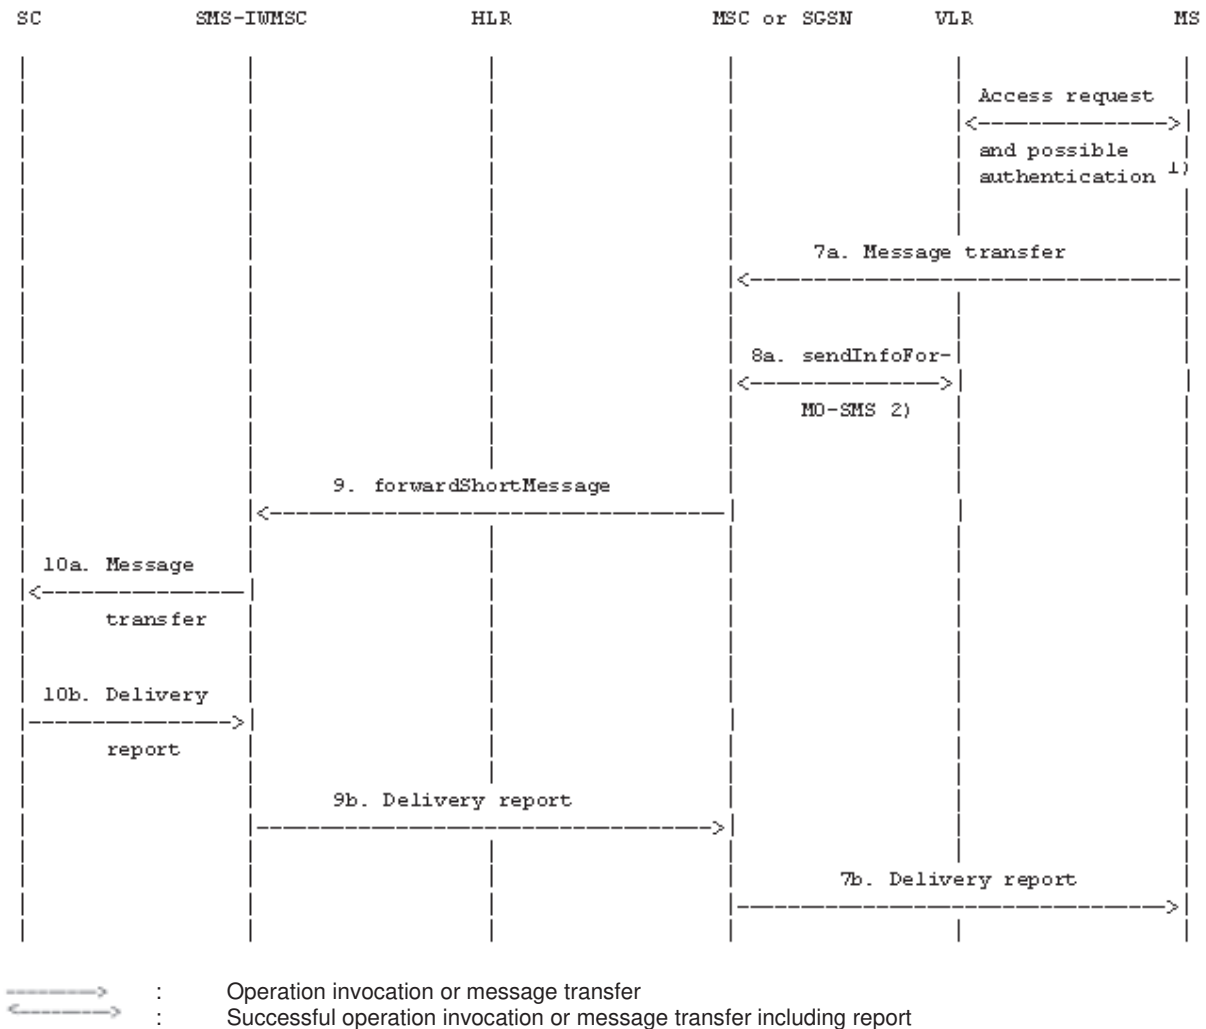 SC SMS-IWMSC HLR MSC or SGSN VLR MS
Access request
and possible
authentication 1)
7a. Message transfer
8a. sendInfoFor-
MO-SMS 2)
9. forwardShortMessage
10a. Message
transfer
10b. Delivery
report
9b. Delivery report
7b. Delivery report
: Operation invocation or message transfer
: Successful operation invocation or message transfer including report